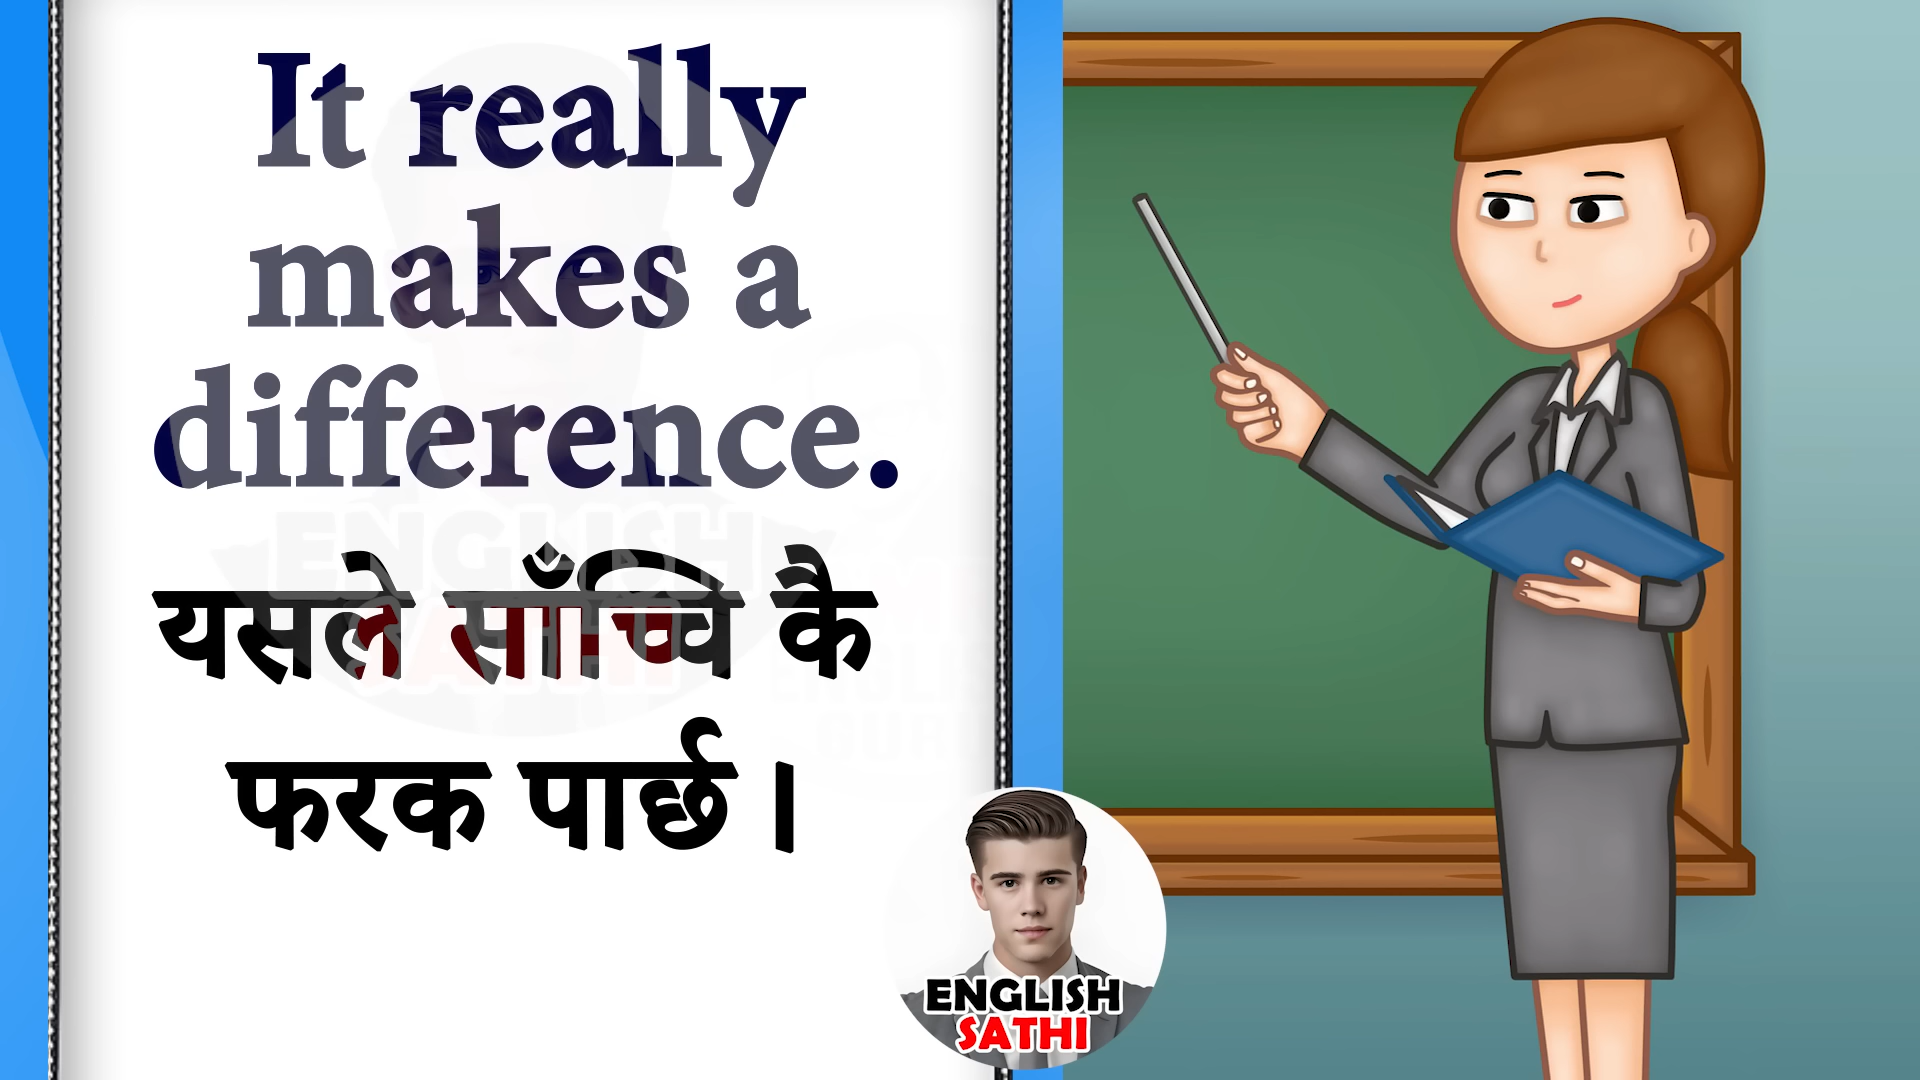 It really
makes a
difference.
यसले साँच्चि कै
फरक पार्छ ।
ENGLISH
SATHI